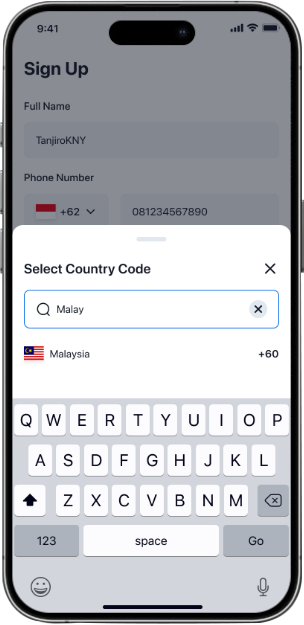 9:41
Sign Up
Full Name
TanjiroKNY
Phone Number
+62 081234567890
Select Country Code
Malay
Malaysia +60
Q W E R T Y U I O P
A S D F G H J K L
Z X C V B N M
123 space Go